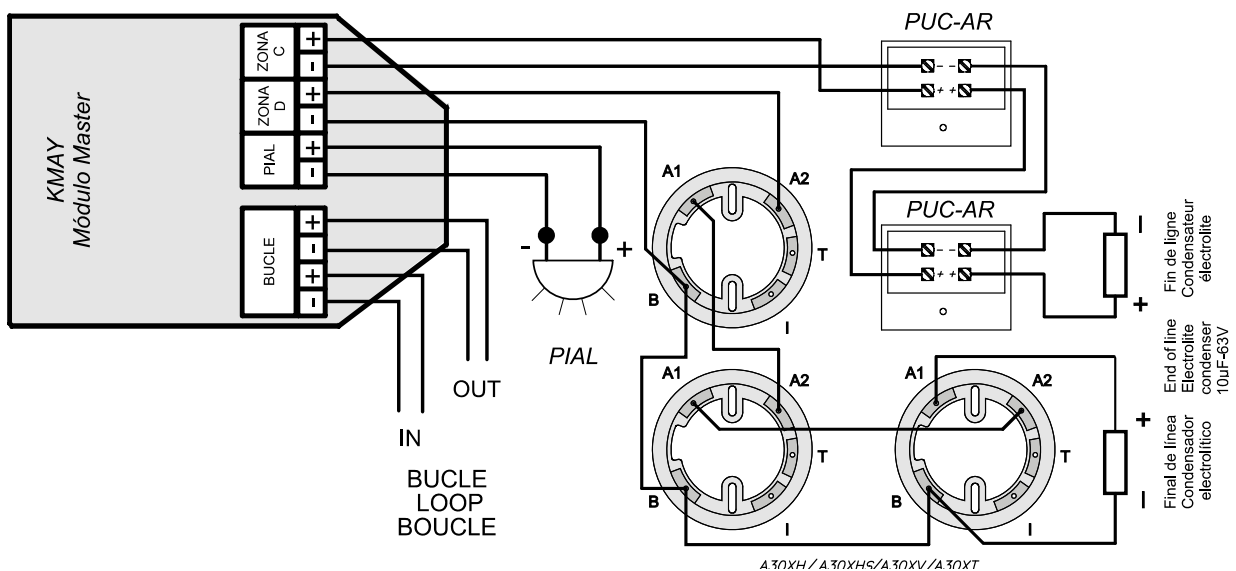 KMAY
Módulo Master
ZONA
C
+
-
ZONA
D
+
-
PIAL
+
-
BUCLE
+
-
+
-
IN
OUT
BUCLE
LOOP
BOUCLE
- +
PIAL
PUC-AR
- -
+ +
PUC-AR
- -
+ +
-
+
Fin de ligne
Condensateur
électrolite
End of line
Electrolite
condenser
10µF-63V
Final de línea
Condensador
electrolítico
+
-
A1
A2
T
B
I
A1
A2
T
B
I
A1
A2
T
B
I
A30XH/A30XHS/A30XV/A30XT